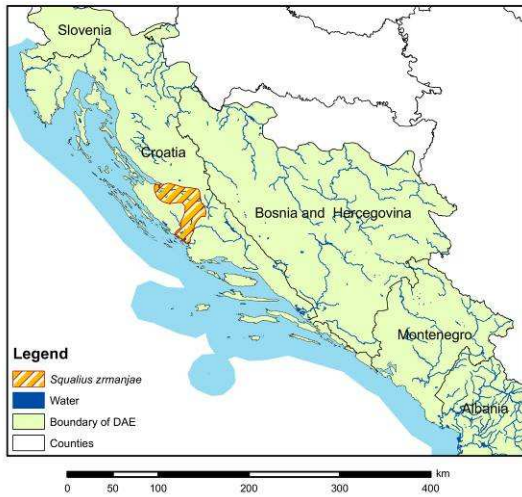 Slovenia
Croatia
Bosnia and Hercegovina
Montenegro
Albania
Legend
Squalius zrmanjae
Water
Boundary of DAE
Counties
km
0 50 100 200 300 400